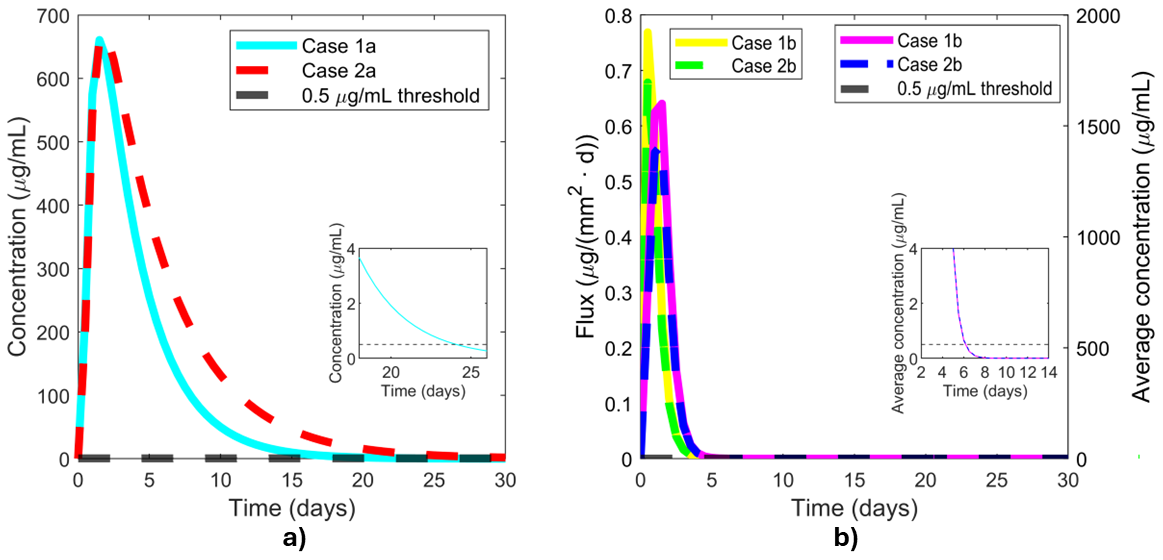 700
600
500
400
300
200
100
0
Concentration (μg/mL)
Case 1a
Case 2a
0.5 μg/mL threshold
4
2
0
Concentration (μg/mL)
20 25
Time (days)
0 5 10 15 20 25 30
Time (days)
a)
0.8
0.7
0.6
0.5
0.4
0.3
0.2
0.1
0
Flux (μg/(mm² · d))
Case 1b
Case 2b
Case 1b
Case 2b
0.5 μg/mL threshold
4
2
0
Average concentration (μg/mL)
2 4 6 8 10 12 14
Time (days)
2000
1500
1000
500
0
Average concentration (μg/mL)
0 5 10 15 20 25 30
Time (days)
b)